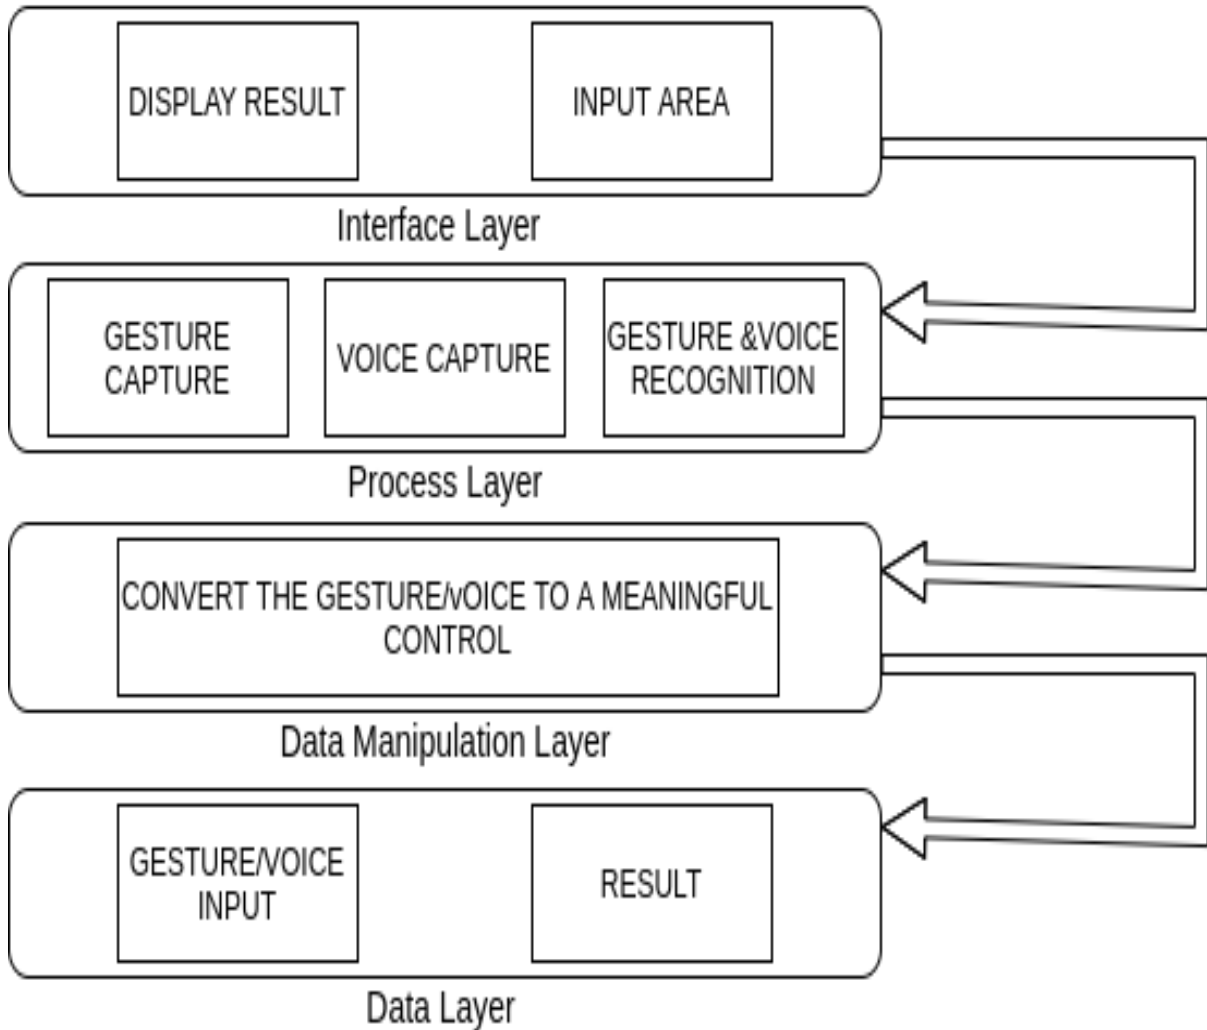 DISPLAY RESULT
INPUT AREA
Interface Layer
GESTURE
CAPTURE
VOICE CAPTURE
GESTURE &VOICE
RECOGNITION
Process Layer
CONVERT THE GESTURE/vOICE TO A MEANINGFUL
CONTROL
Data Manipulation Layer
GESTURE/VOICE
INPUT
RESULT
Data Layer